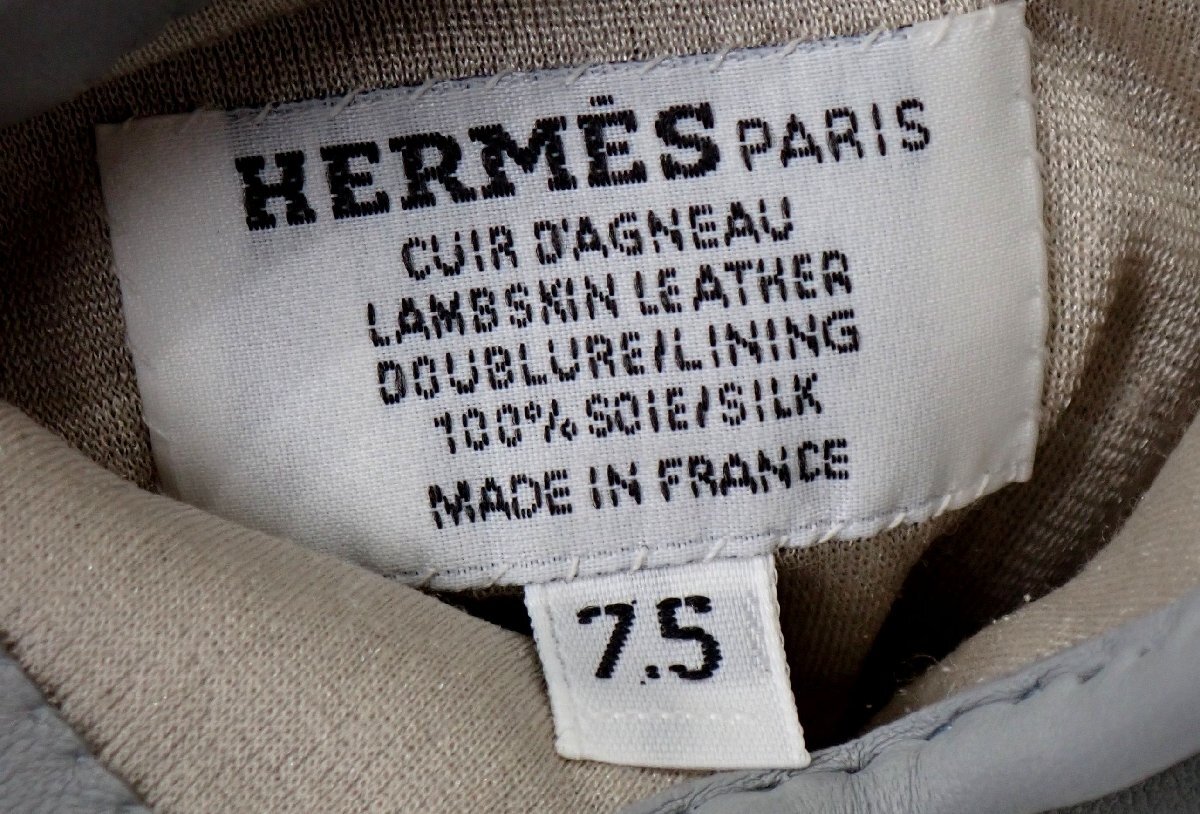 HERMÈS PARIS
CUIR D'AGNEAU
LAMBSKIN LEATHER
DOUBLURE/LINING
100% SOIE/SILK
MADE IN FRANCE
7.5